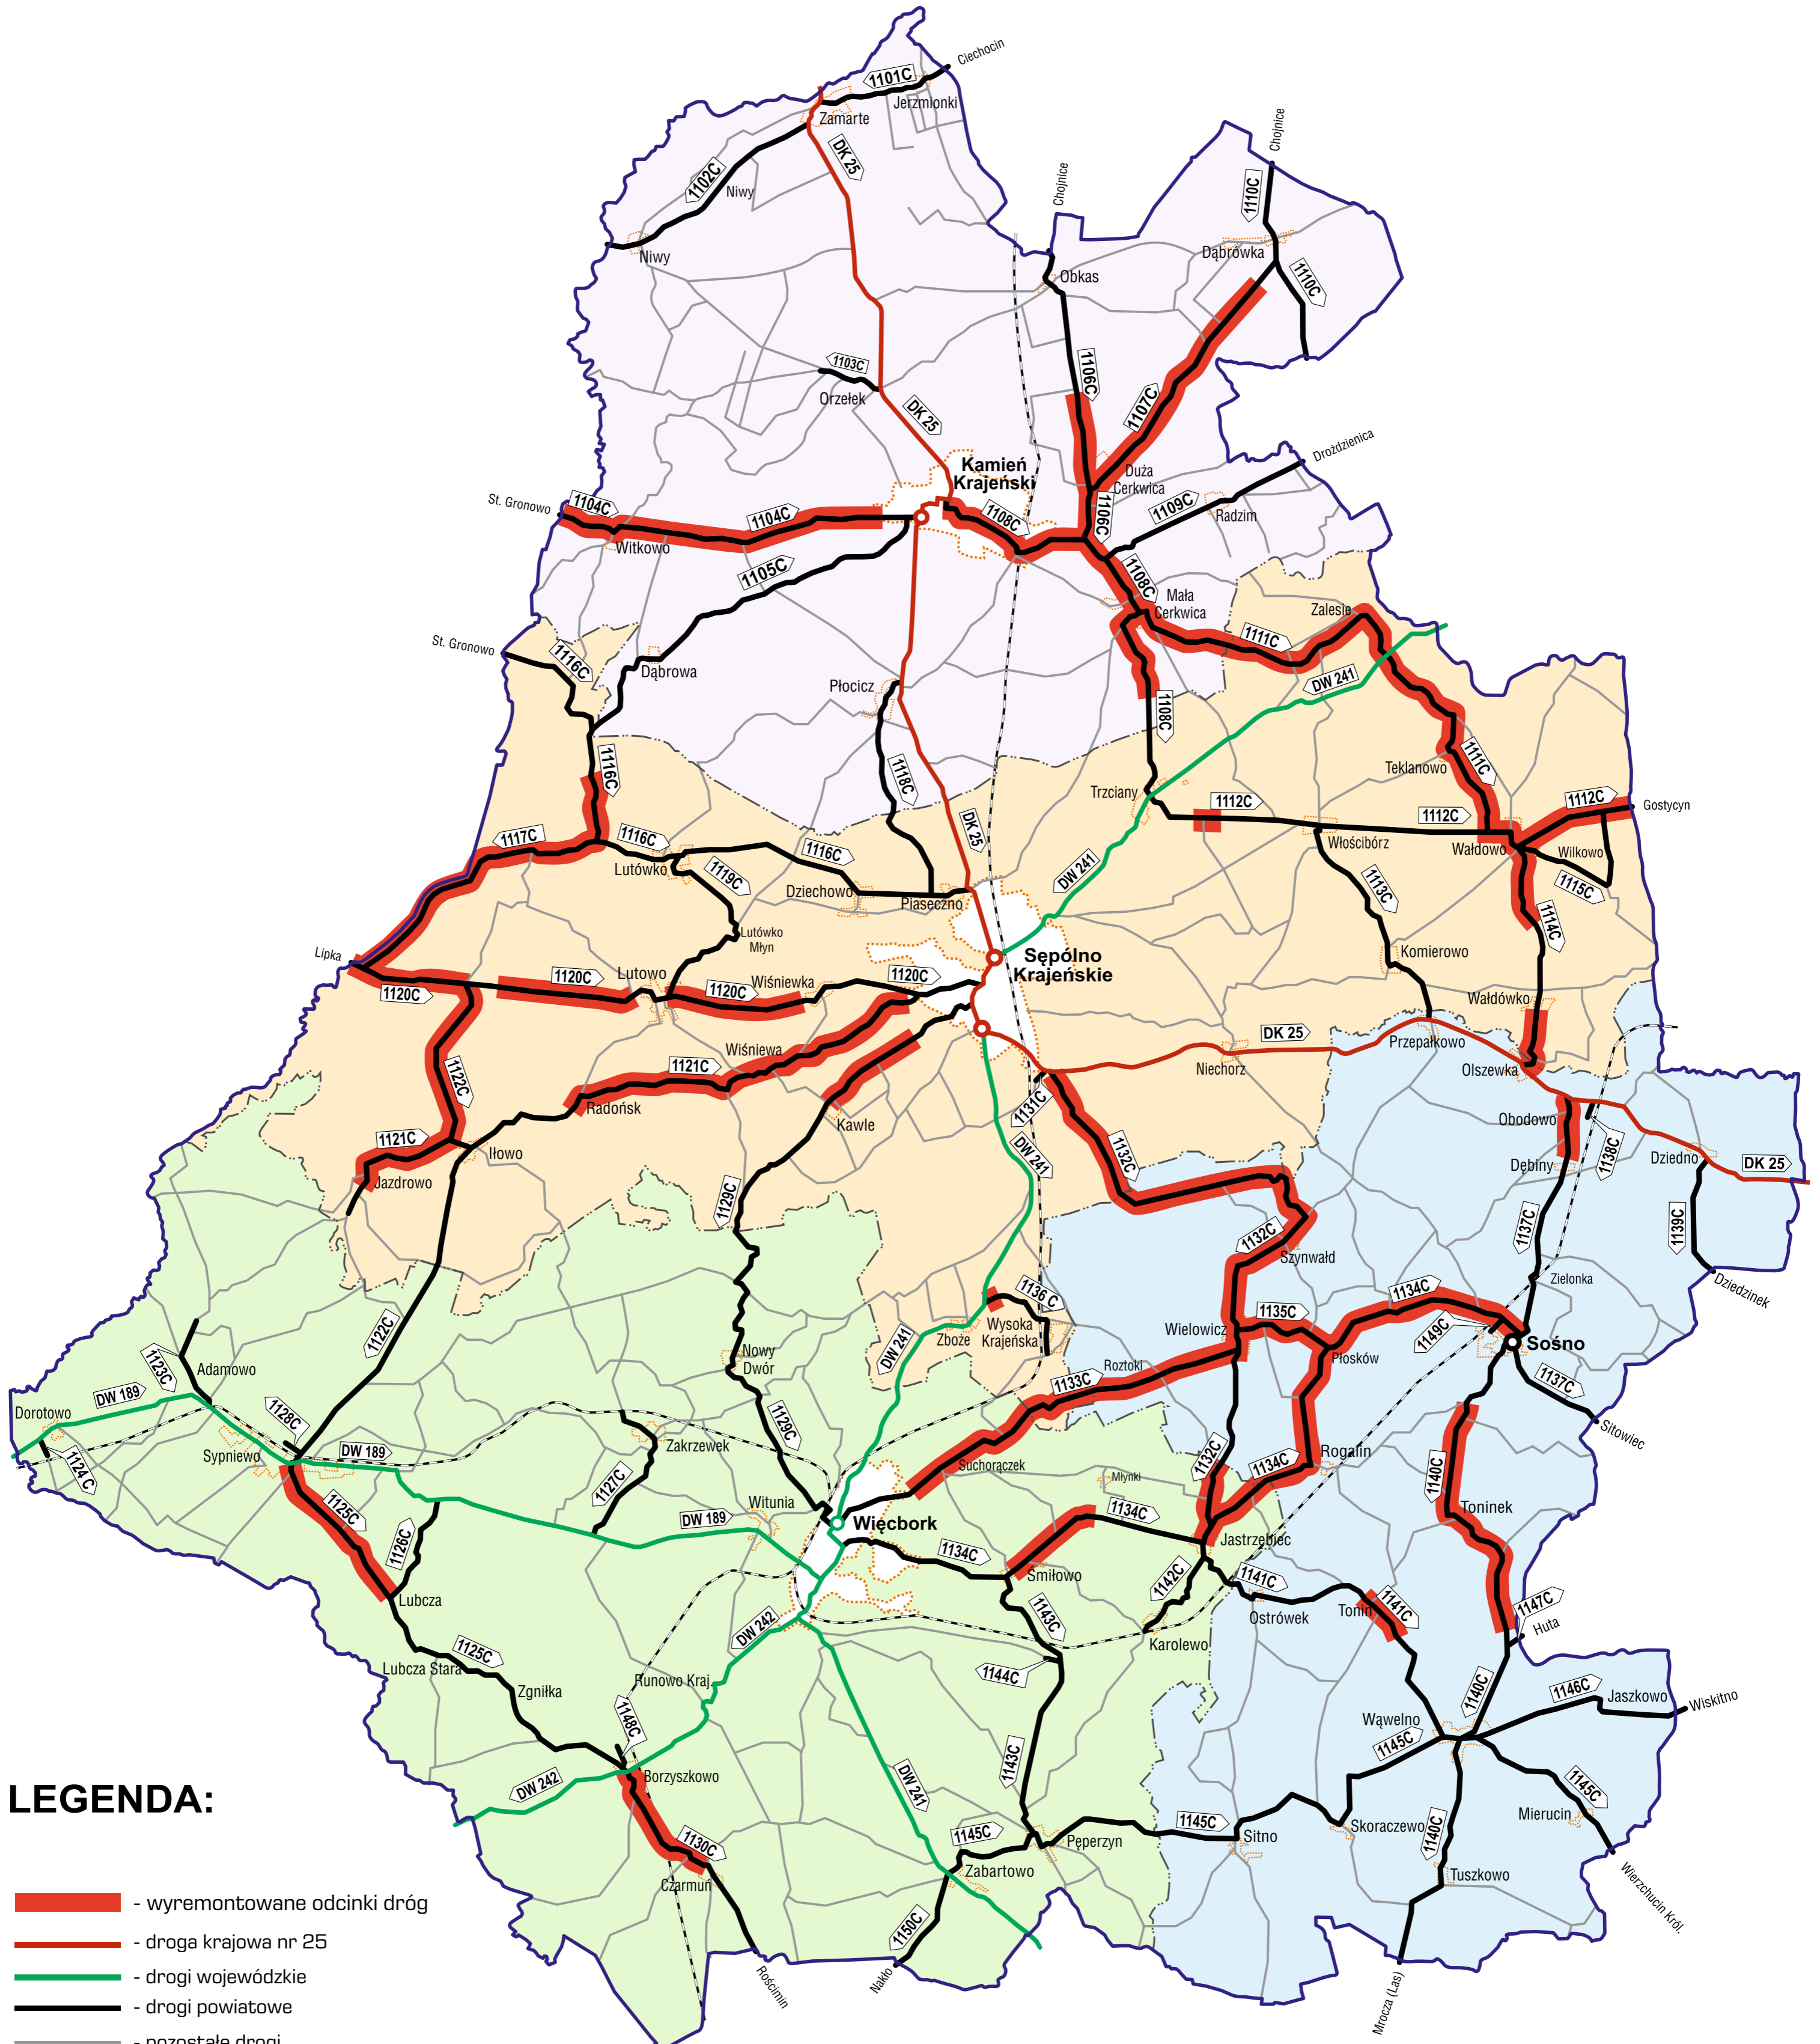 Ciechocin
1101C
Jerzmionki
Zamarte
DK 25
1102C
Niwy
Niwy
Chojnice
Chojnice
1110C
Dąbrówka
1110C
Obkas
1103C
Orzełek
DK 25
1106C
1107C
Kamień
Krajeński
Duża
Cerkwica
Drożdzienica
1109C
Radzim
St. Gronowo
1104C
1104C
Witkowo
1108C
1106C
1105C
1108C
Mała
Cerkwica
Zalesie
1111C
St. Gronowo
1116C
Dąbrowa
Płocicz
DW 241
1108C
1116C
1118C
Teklanowo
1111C
Trzciany
1112C
1112C
1112C
Gostycyn
1117C
1116C
1116C
DK 25
Włościbórz
Wałdowo
Wilkowo
Lutówko
1119C
Dziechowo
Piaseczno
DW 241
1113C
1115C
1114C
Lutówko
Młyn
Lipka
Sępólno
Krajeńskie
Komierowo
1120C
1120C
Lutowo
1120C
Wiśniewka
1120C
Wałdówko
DK 25
Przepałkowo
Niechorz
Olszewka
Wiśniewa
1121C
Radońsk
1122C
Kawle
1131C
Obodowo
1138C
1121C
Iłowo
Jazdrowo
DW 241
1132C
Dębiny
Dziedno
DK 25
1129C
1137C
1139C
1132C
Szynwałd
Zielonka
Dziedzinek
1136 C
1134C
1122C
Zboże
Wysoka
Krajeńska
Wielowicz
1135C
1149C
Sośno
1123C
Adamowo
Nowy
Dwór
DW 241
Roztoki
1133C
Płosków
DW 189
Dorotowo
1137C
Sitowiec
1128C
1129C
Sypniewo
DW 189
Zakrzewek
1124 C
Suchorączek
Młynki
1132C
1134C
Rogalin
1140C
1125C
1127C
Witunia
DW 189
Więcbork
1134C
1134C
Jastrzębiec
Toninek
1126C
Śmiłowo
1142C
1141C
Lubcza
Ostrówek
Tonin
1141C
1147C
Huta
1143C
DW 242
Karolewo
1125C
Lubcza Stara
Runowo Kraj.
1144C
Zgniłka
1140C
1146C
Jaszkowo
Wiskitno
1148C
Wąwelno
1145C
1143C
Borzyszkowo
DW 242
DW 241
1145C
Mierucin
LEGENDA:
1130C
1145C
Pęperzyn
1145C
Sitno
Skoraczewo
1140C
Czarmuń
Zabartowo
Tuszkowo
Wierzchucin Król.
- wyremontowane odcinki dróg
1150C
- droga krajowa nr 25
Rościmin
Nakło
- drogi wojewódzkie
Mrocza (Las)
- drogi powiatowe
- pozostałe drogi